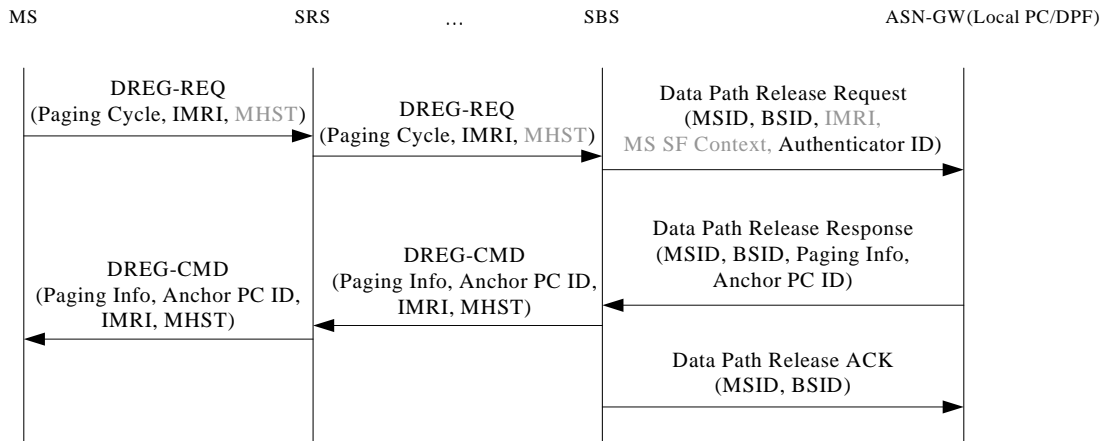 MS
SRS
...
SBS
ASN-GW(Local PC/DPF)
DREG-REQ
(Paging Cycle, IMRI, MHST)
DREG-REQ
(Paging Cycle, IMRI, MHST)
Data Path Release Request
(MSID, BSID, IMRI,
MS SF Context, Authenticator ID)
Data Path Release Response
(MSID, BSID, Paging Info,
Anchor PC ID)
DREG-CMD
(Paging Info, Anchor PC ID,
IMRI, MHST)
DREG-CMD
(Paging Info, Anchor PC ID,
IMRI, MHST)
Data Path Release ACK
(MSID, BSID)